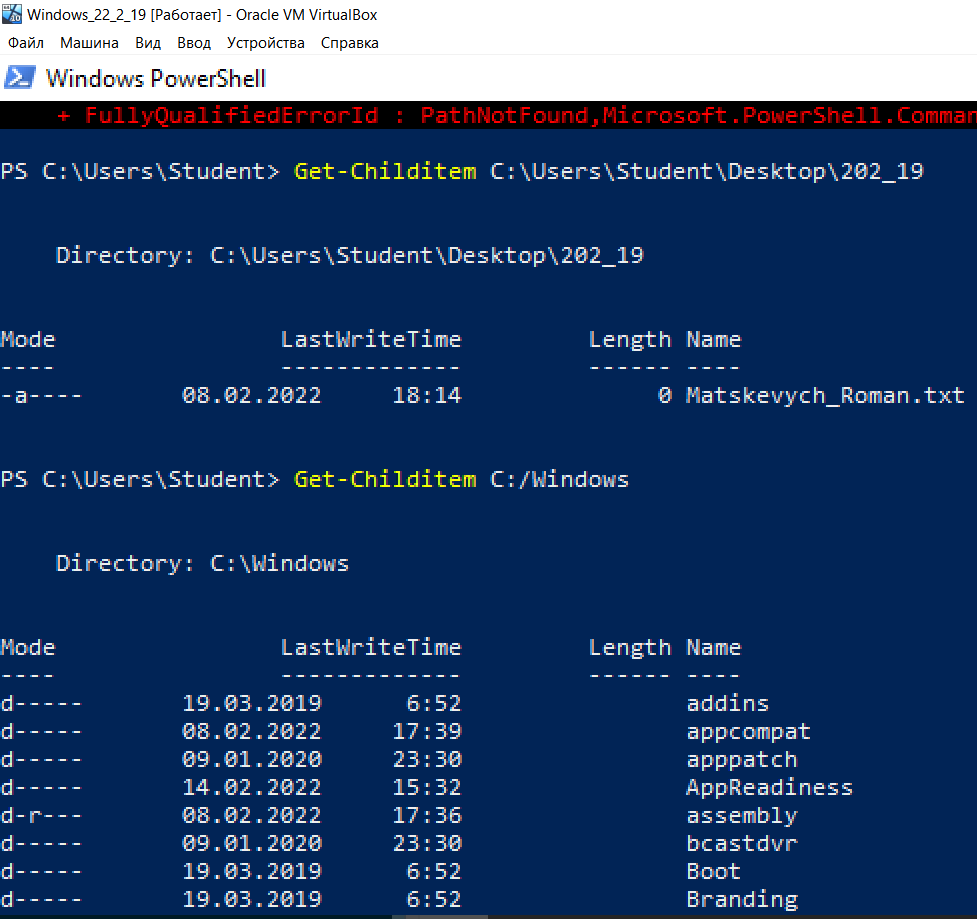 Windows_22_2_19 [Работает] - Oracle VM VirtualBox
Файл Машина Вид Ввод Устройства Справка
Windows PowerShell
+ FullyQualifiedErrorId : PathNotFound,Microsoft.PowerShell.Comman
PS C:\Users\Student> Get-Childitem C:\Users\Student\Desktop\202_19
Directory: C:\Users\Student\Desktop\202_19
Mode LastWriteTime Length Name
---- ------------- ------ ----
-a---- 08.02.2022 18:14 0 Matskevych_Roman.txt
PS C:\Users\Student> Get-Childitem C:/Windows
Directory: C:\Windows
Mode LastWriteTime Length Name
---- ------------- ------ ----
d----- 19.03.2019 6:52 addins
d----- 08.02.2022 17:39 appcompat
d----- 09.01.2020 23:30 apppatch
d----- 14.02.2022 15:32 AppReadiness
d-r--- 08.02.2022 17:36 assembly
d----- 09.01.2020 23:30 bcastdvr
d----- 19.03.2019 6:52 Boot
d----- 19.03.2019 6:52 Branding